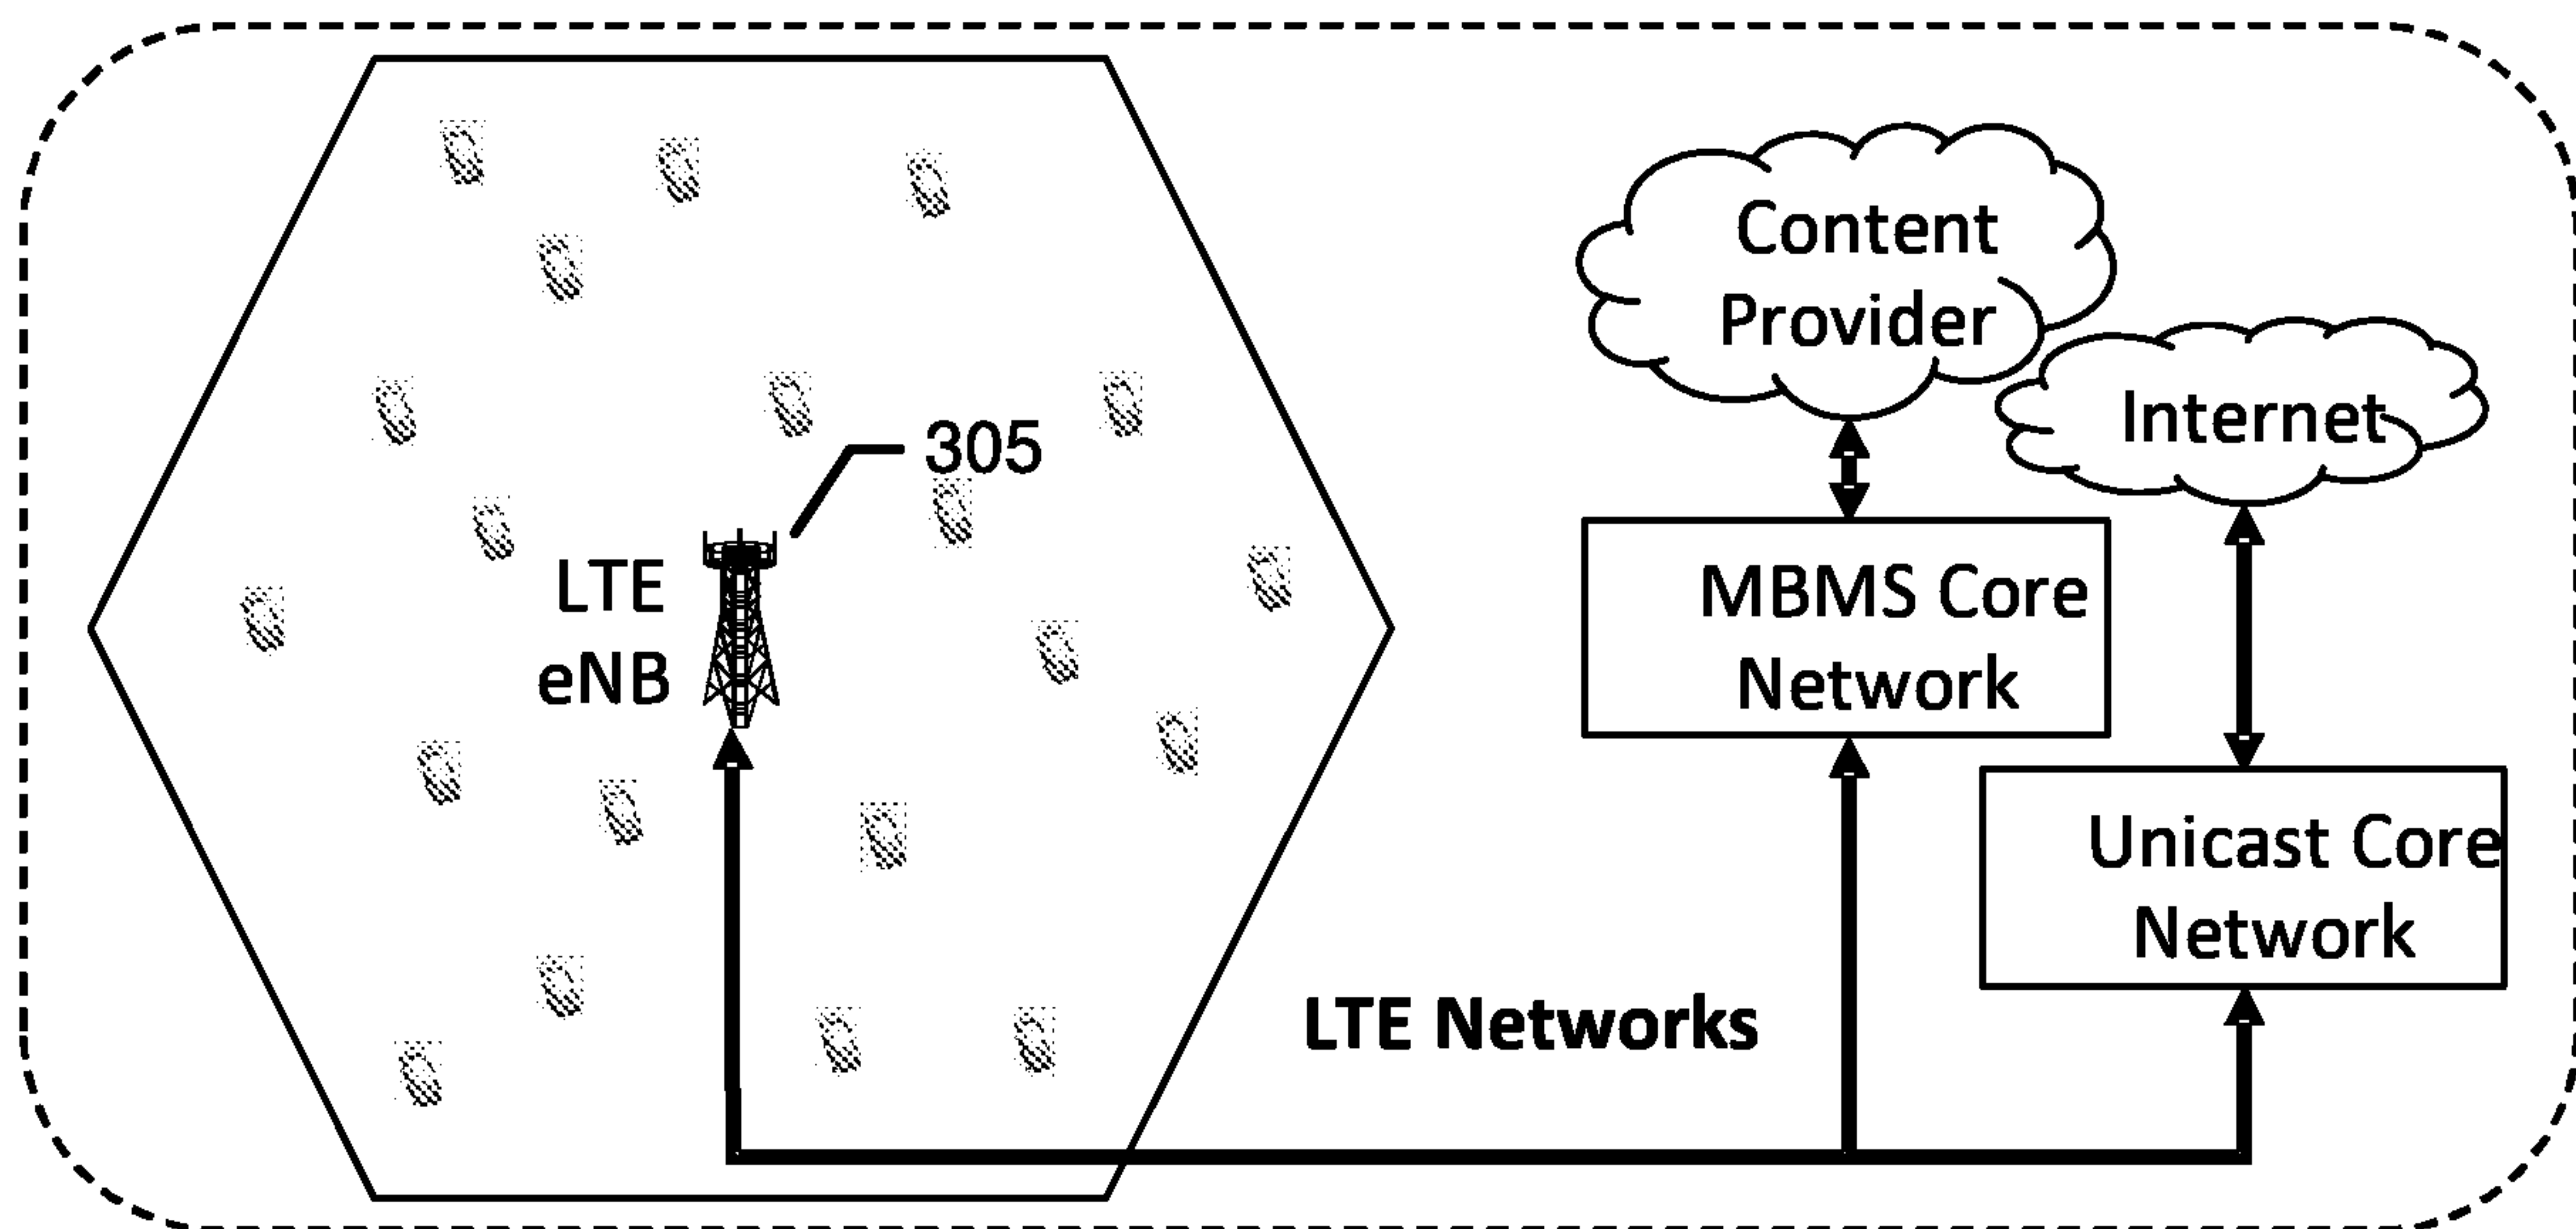 305
LTE
eNB
Content
Provider
Internet
MBMS Core
Network
Unicast Core
Network
LTE Networks